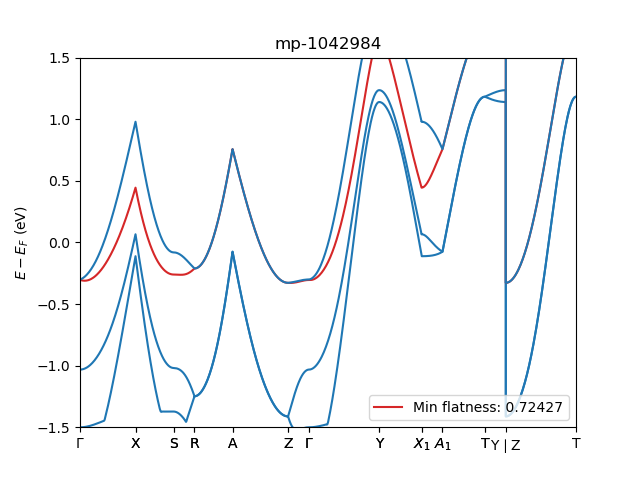 mp-1042984
E − E_F (eV)
1.5
1.0
0.5
0.0
−0.5
−1.0
−1.5
Min flatness: 0.72427
Γ X S R A Z Γ Y X₁ A₁ T Y | Z T